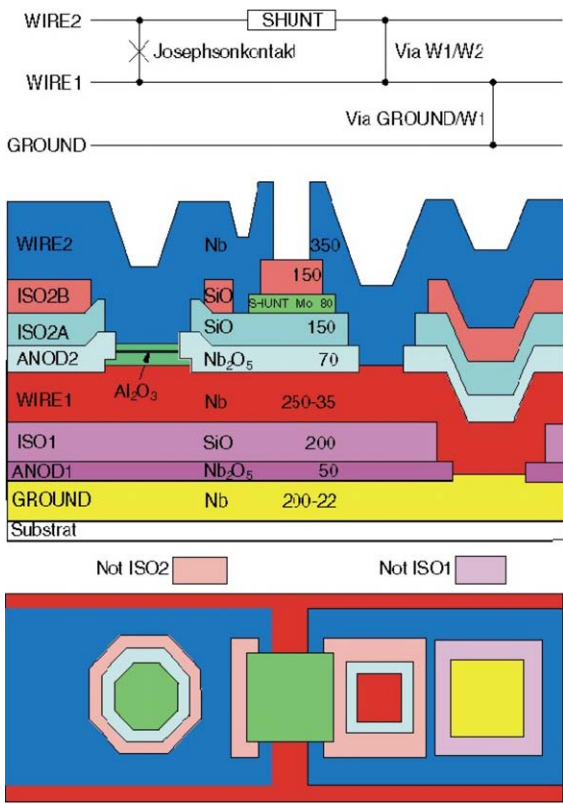 WIRE2
SHUNT
Josephsonkontakt
Via W1/W2
WIRE1
Via GROUND/W1
GROUND
WIRE2 Nb 350
150
ISO2B SiO
SHUNT Mo 80
ISO2A SiO 150
ANOD2 Nb₂O₅ 70
Al₂O₃
WIRE1 Nb 250-35
ISO1 SiO 200
ANOD1 Nb₂O₅ 50
GROUND Nb 200-22
Substrat
Not ISO2 Not ISO1